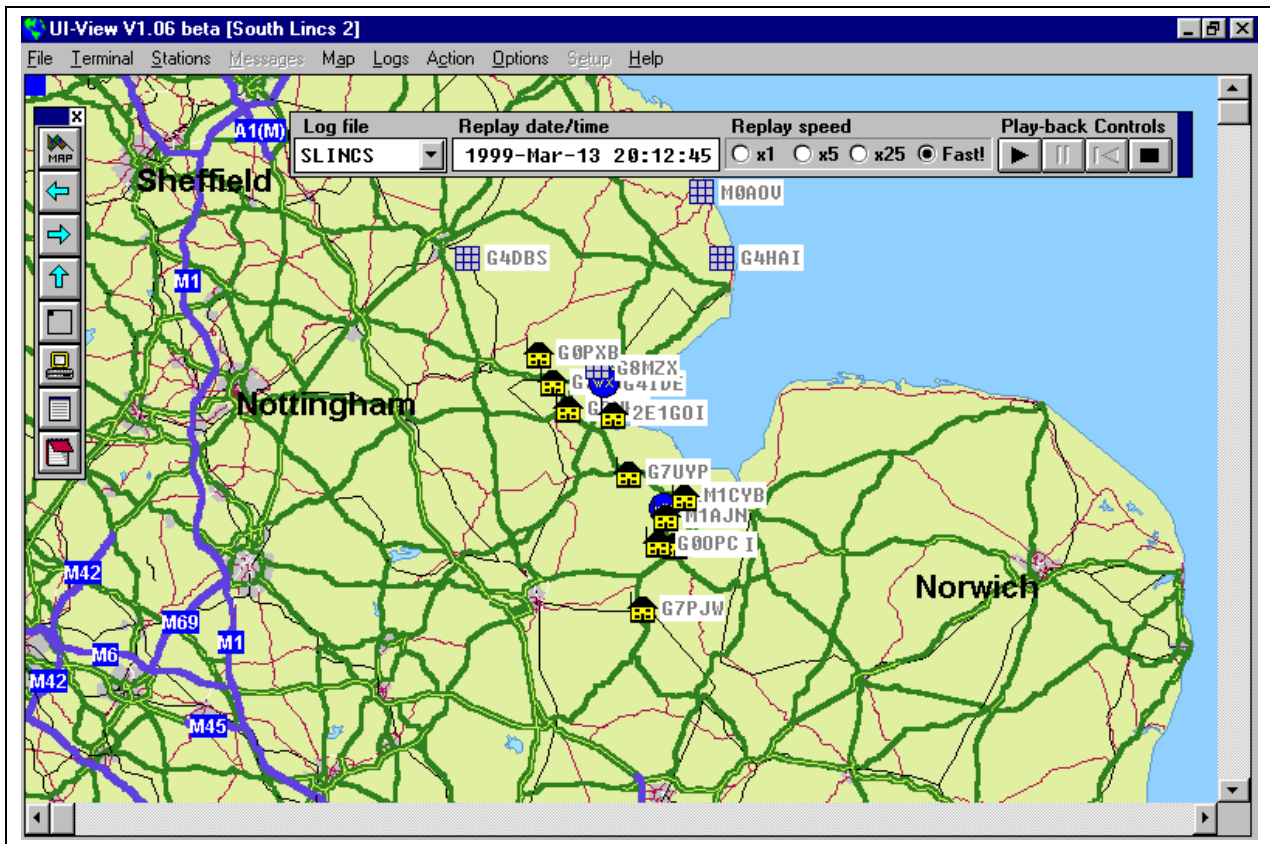 UI-View V1.06 beta [South Lincs 2]
File Terminal Stations Messages Map Logs Action Options Setup Help
Log file Replay date/time Replay speed Play-back Controls
SLINCS 1999-Mar-13 20:12:45 x1 x5 x25 Fast!
MAP
A1(M)
Sheffield
M0AOV
G4DBS
G4HAI
M1
G0PXB
G8MZX
WX G4IDE
Nottingham
2E1GOI
G7UYP
M1CYB
M1AJN
G0OPC I
M42
Norwich
G7PJW
M69
M1
M6
M42
M45